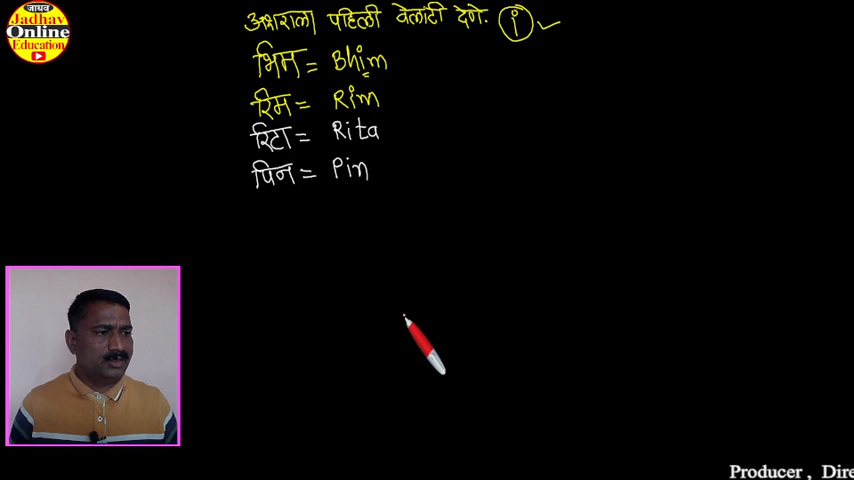 जाधव
Jadhav
Online
Education
अक्षराला पहिली वेलांटी देणे. i
भिम = Bhim
रिम = Rim
रिटा = Rita
पिन = Pin
Producer , Dire